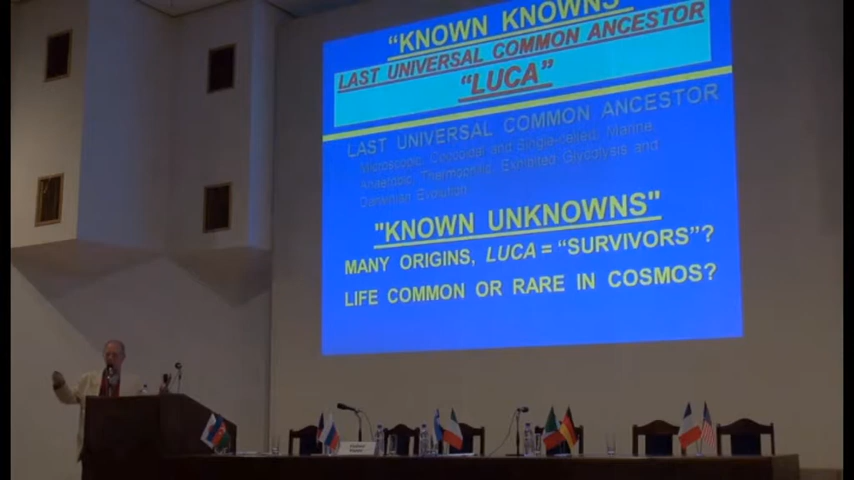 “KNOWN KNOWNS”
LAST UNIVERSAL COMMON ANCESTOR
“LUCA”
LAST UNIVERSAL COMMON ANCESTOR
Microscopic, Coccoidal and Single-celled, Marine,
Anaerobic, Thermophilic, Exhibited Glycolysis and
Darwinian Evolution
"KNOWN UNKNOWNS"
MANY ORIGINS, LUCA = “SURVIVORS”?
LIFE COMMON OR RARE IN COSMOS?